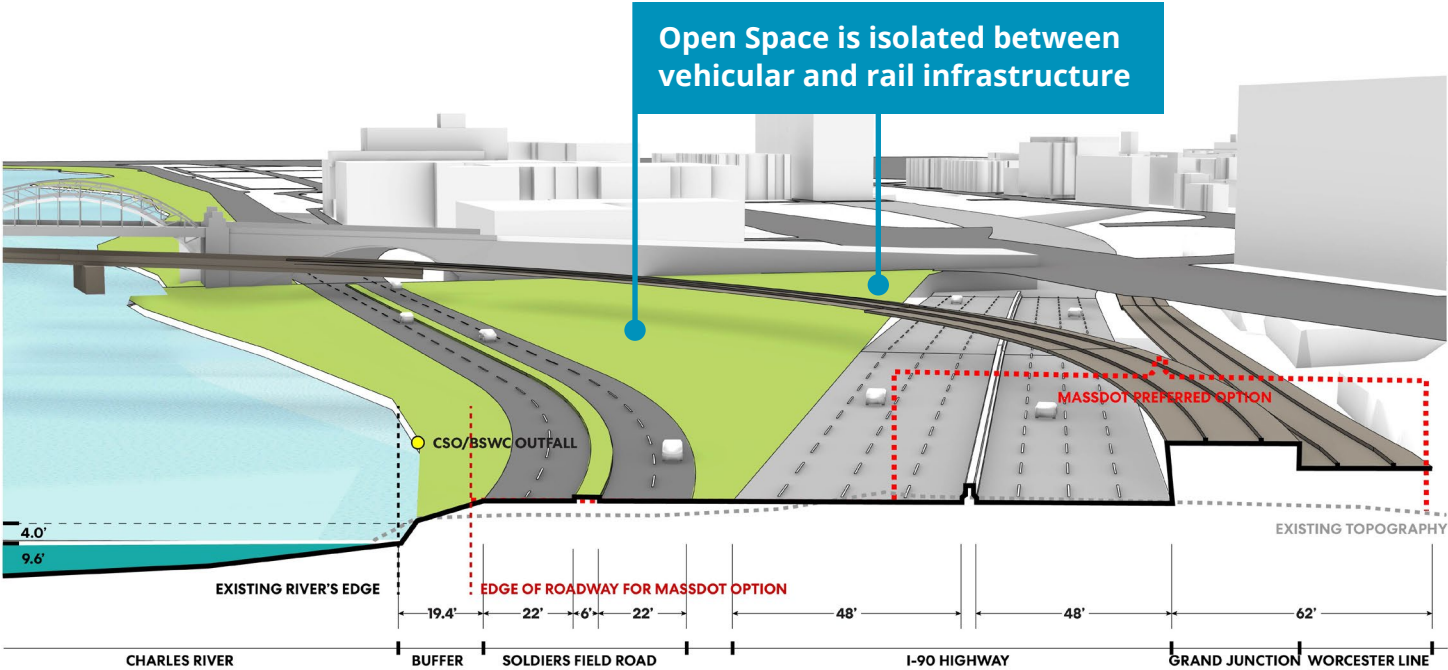 Open Space is isolated between
vehicular and rail infrastructure
MASSDOT PREFERRED OPTION
CSO/BSWC OUTFALL
4.0'
EXISTING TOPOGRAPHY
9.6'
EXISTING RIVER'S EDGE
EDGE OF ROADWAY FOR MASSDOT OPTION
19.4' 22' 6' 22' 48' 48' 62'
CHARLES RIVER BUFFER SOLDIERS FIELD ROAD I-90 HIGHWAY GRAND JUNCTION WORCESTER LINE